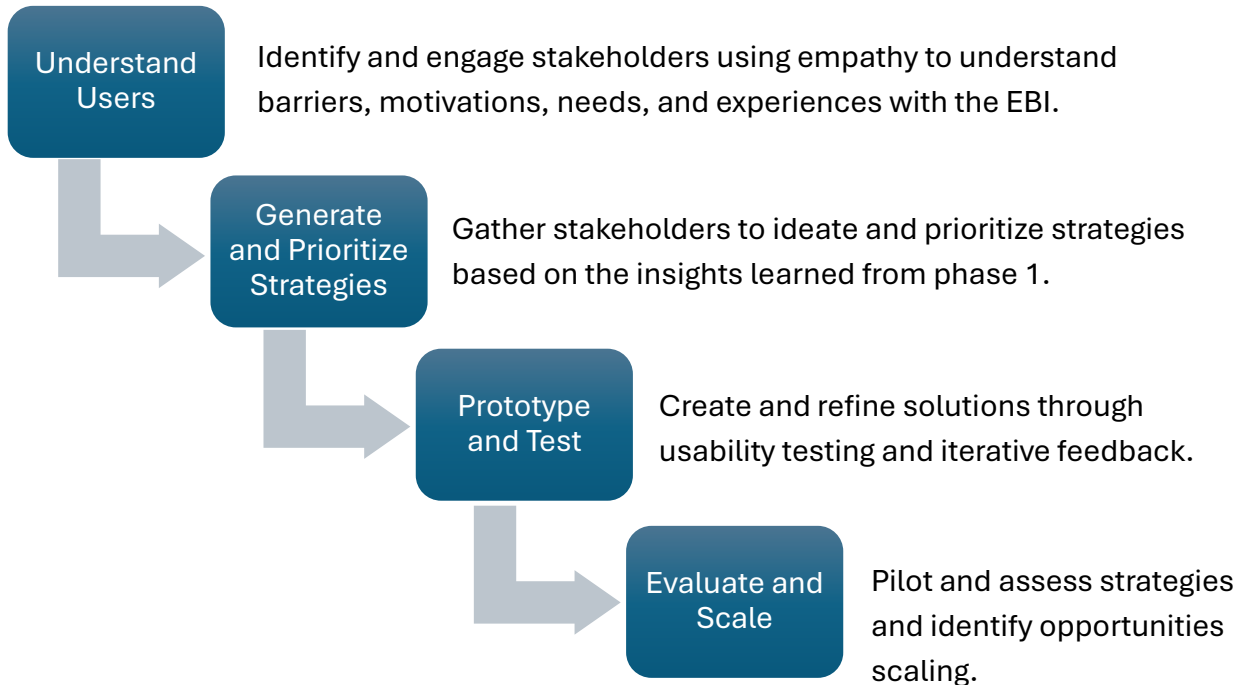 Understand
Users
Identify and engage stakeholders using empathy to understand
barriers, motivations, needs, and experiences with the EBI.
Generate
and Prioritize
Strategies
Gather stakeholders to ideate and prioritize strategies
based on the insights learned from phase 1.
Prototype
and Test
Create and refine solutions through
usability testing and iterative feedback.
Evaluate and
Scale
Pilot and assess strategies
and identify opportunities
scaling.